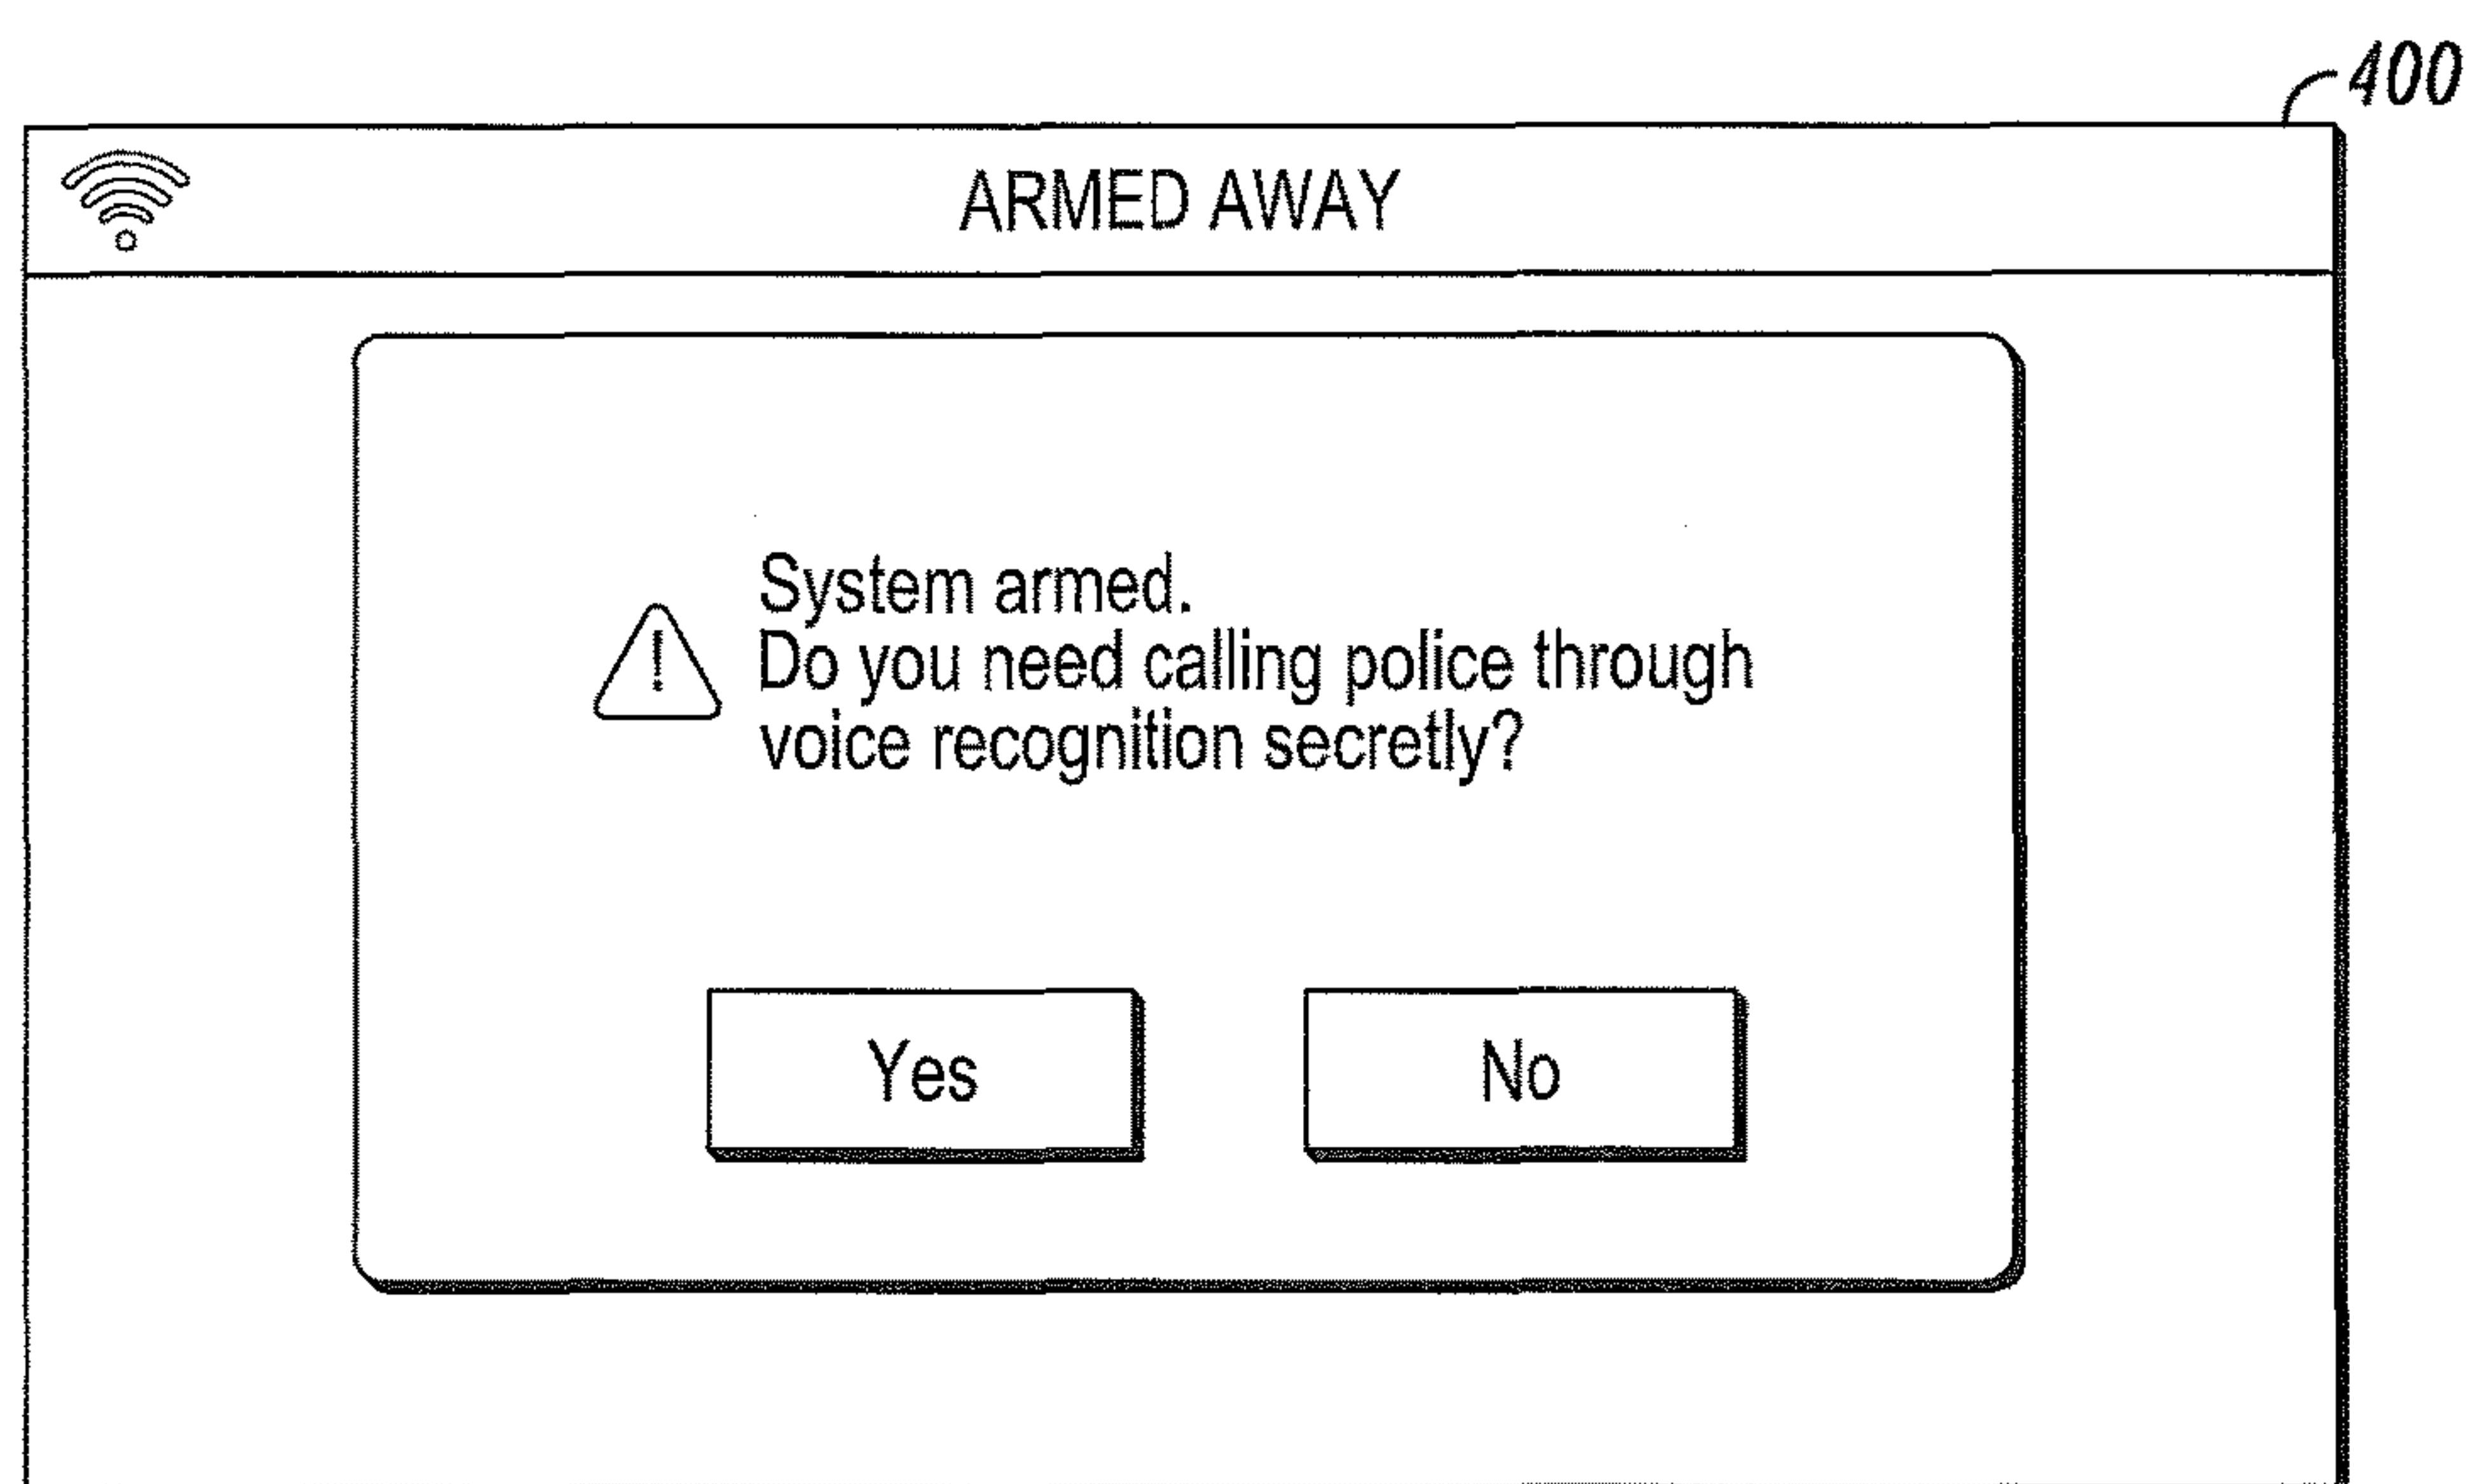 400
ARMED AWAY
System armed.
Do you need calling police through
voice recognition secretly?
Yes
No